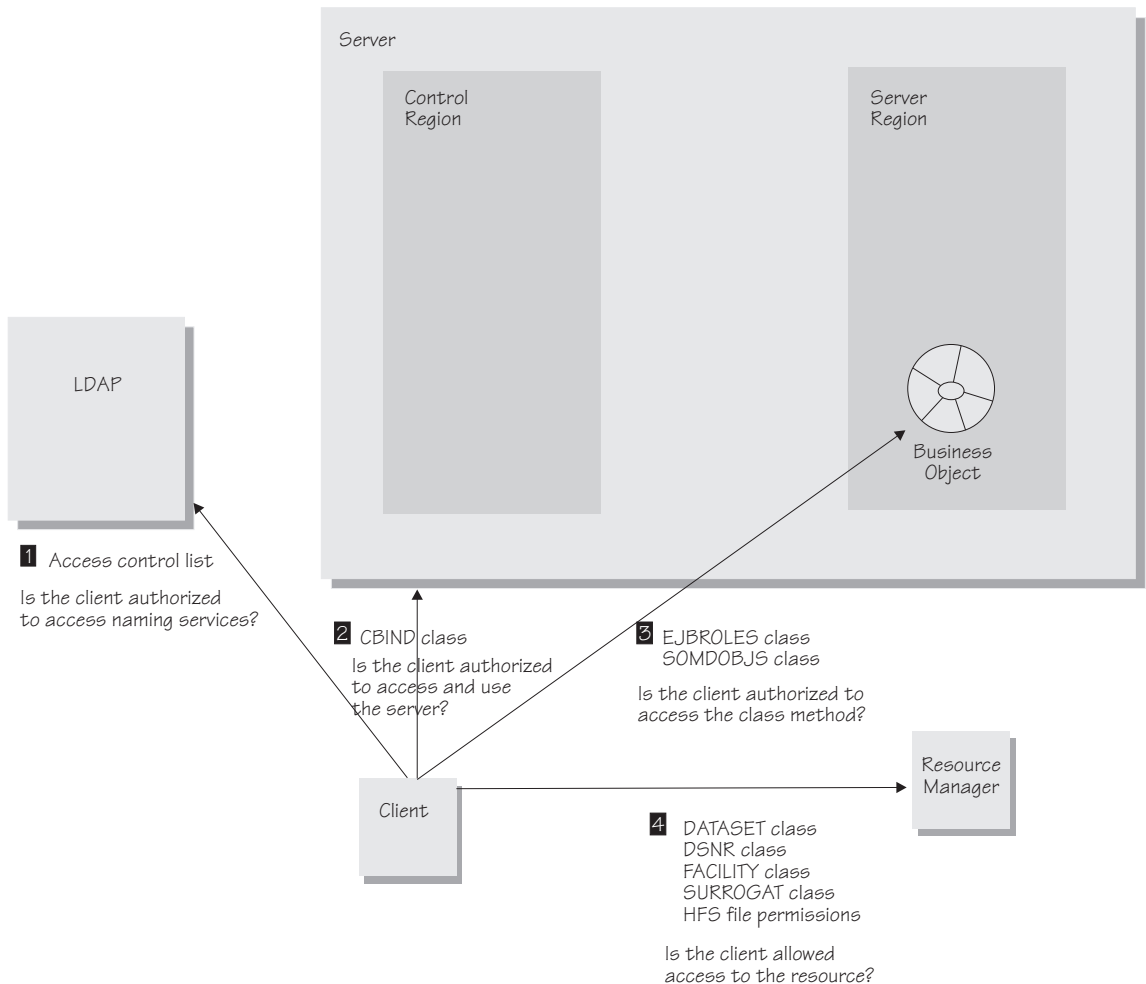 Server
Control
Region
Server
Region
LDAP
Business
Object
1 Access control list
Is the client authorized
to access naming services?
2 CBIND class
Is the client authorized
to access and use
the server?
3 EJBROLES class
SOMDOBJS class
Is the client authorized to
access the class method?
Resource
Manager
Client
4 DATASET class
DSNR class
FACILITY class
SURROGAT class
HFS file permissions
Is the client allowed
access to the resource?